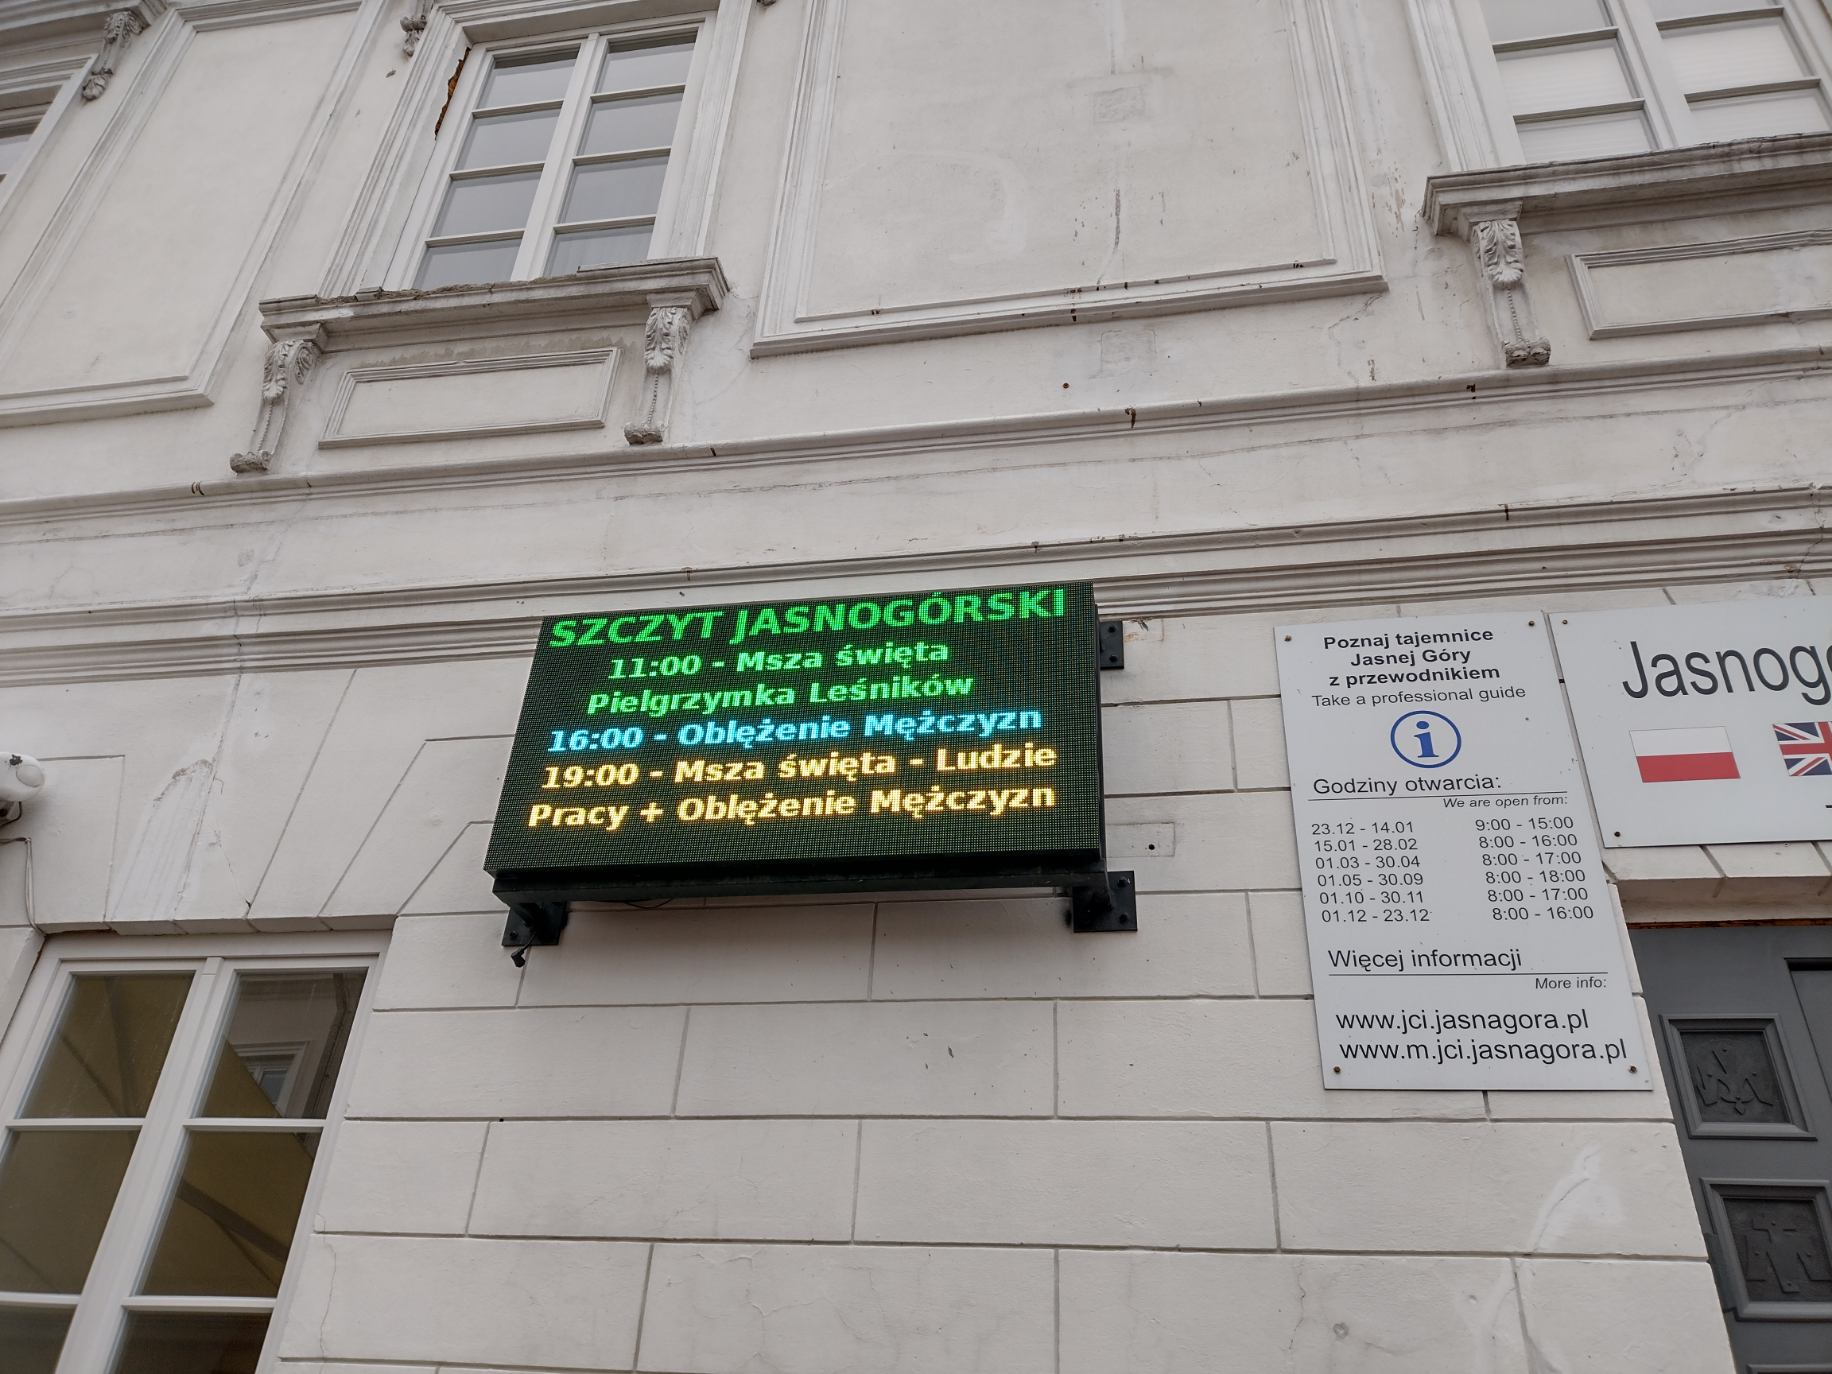 SZCZYT JASNOGÓRSKI
11:00 - Msza święta
Pielgrzymka Leśników
16:00 - Oblężenie Mężczyzn
19:00 - Msza święta - Ludzie
Pracy + Oblężenie Mężczyzn
Poznaj tajemnice
Jasnej Góry
z przewodnikiem
Take a professional guide
i
Godziny otwarcia:
We are open from:
23.12 - 14.01 9:00 - 15:00
15.01 - 28.02 8:00 - 16:00
01.03 - 30.04 8:00 - 17:00
01.05 - 30.09 8:00 - 18:00
01.10 - 30.11 8:00 - 17:00
01.12 - 23.12 8:00 - 16:00
Więcej informacji
More info:
www.jci.jasnagora.pl
www.m.jci.jasnagora.pl